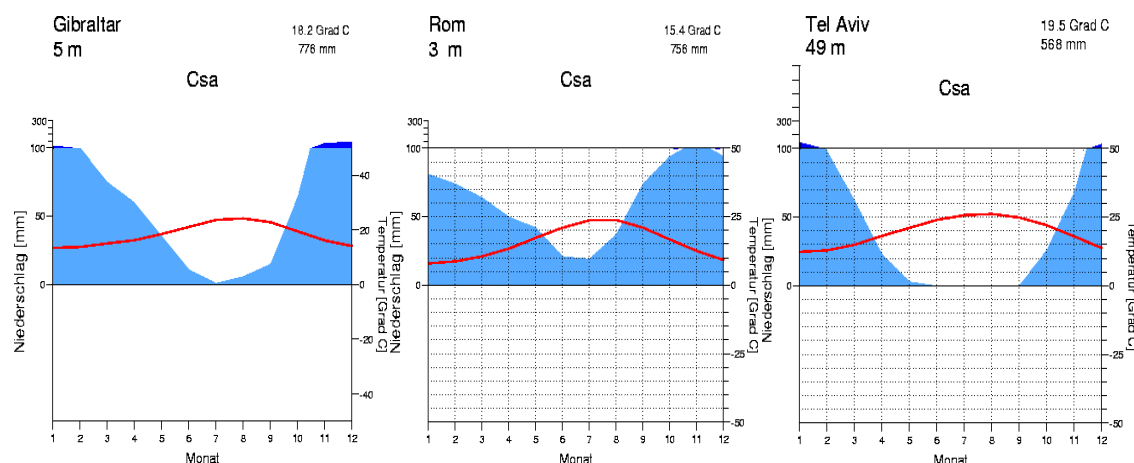 Gibraltar
5 m
18.2 Grad C
776 mm
Csa
300
100
50
0
Niederschlag [mm]
40
20
0
-20
-40
Temperatur [Grad C]
1 2 3 4 5 6 7 8 9 10 11 12
Monat
Rom
3 m
15.4 Grad C
756 mm
Csa
300
100
50
0
Niederschlag [mm]
50
25
0
-25
-50
Temperatur [Grad C]
1 2 3 4 5 6 7 8 9 10 11 12
Monat
Tel Aviv
49 m
19.5 Grad C
568 mm
Csa
300
100
50
0
Niederschlag [mm]
50
25
0
-25
-50
Temperatur [Grad C]
1 2 3 4 5 6 7 8 9 10 11 12
Monat